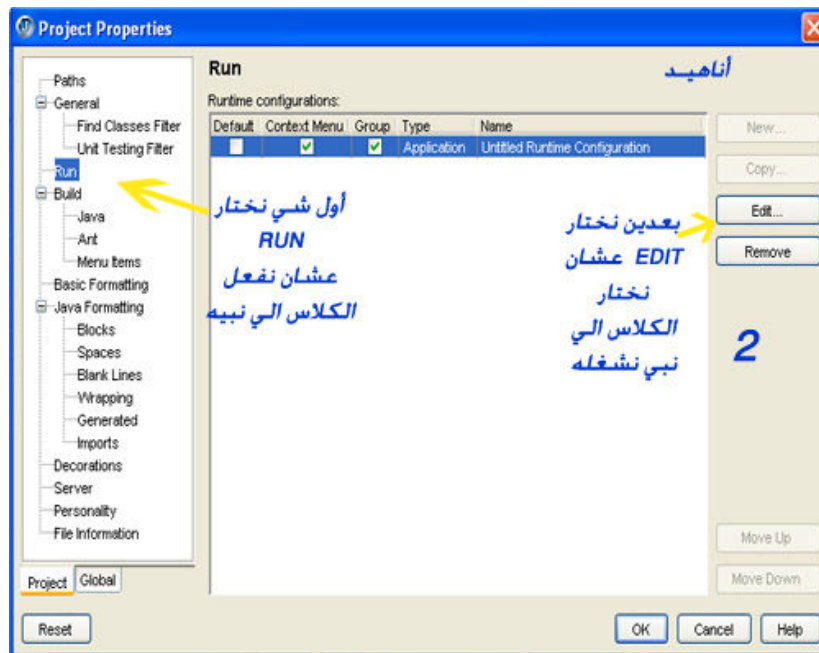 Project Properties
Paths
General
Find Classes Filter
Unit Testing Filter
Run
Build
Java
Ant
Menu Items
Basic Formatting
Java Formatting
Blocks
Spaces
Blank Lines
Wrapping
Generated
Imports
Decorations
Server
Personality
File Information
Project Global
Run
أناهيد
Runtime configurations:
Default Context Menu Group Type Name
Application Untitled Runtime Configuration
أول شي نختار
RUN
عشان نفعل
الكلاس الي نبيه
بعدين نختار
EDIT عشان
نختار
الكلاس الي
نبي نشغله
New...
Copy...
Edit...
Remove
2
Move Up
Move Down
Reset OK Cancel Help